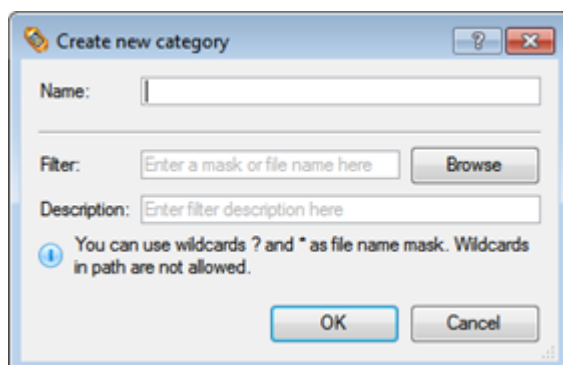 Create new category
?
Name:
Filter: Enter a mask or file name here Browse
Description: Enter filter description here
You can use wildcards ? and * as file name mask. Wildcards
in path are not allowed.
OK Cancel